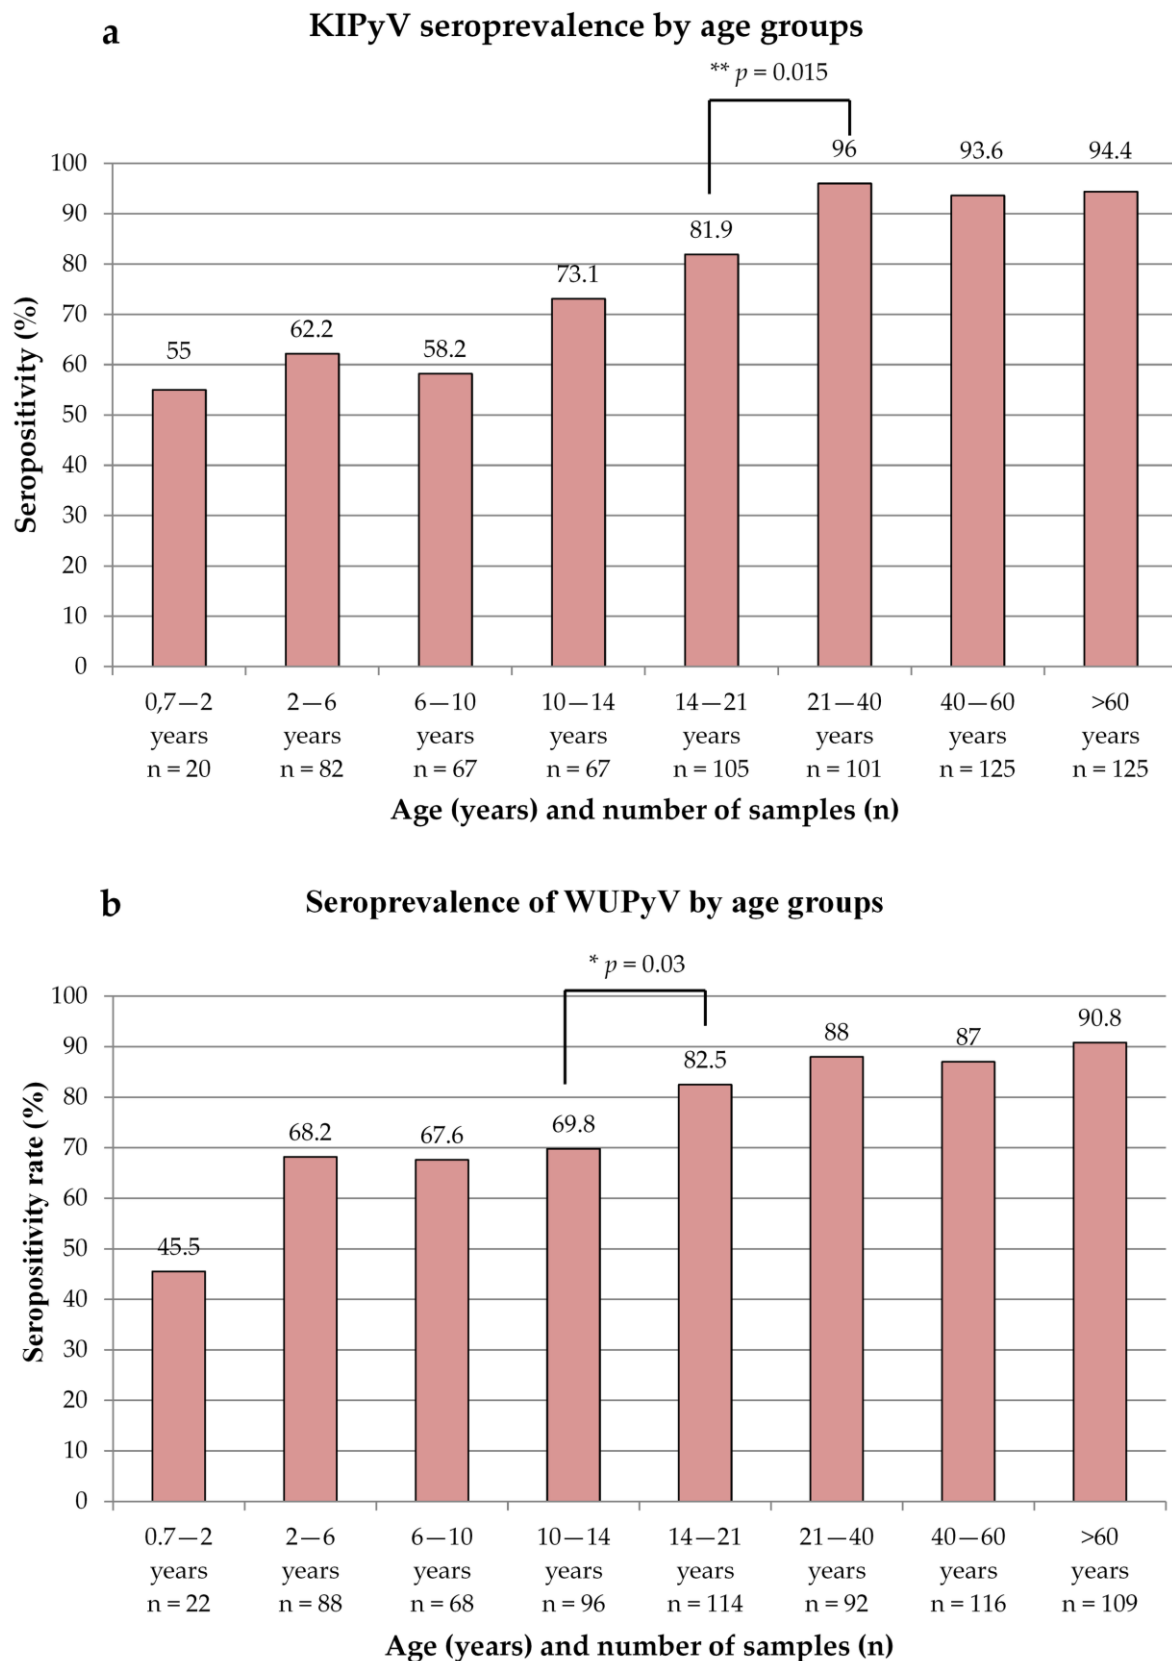 a
KIPyV seroprevalence by age groups
** p = 0.015
96
93.6
94.4
81.9
73.1
55
62.2
58.2
100
90
80
70
60
50
40
30
20
10
0
Seropositivity (%)
0,7—2 2—6 6—10 10—14 14—21 21—40 40—60 >60
years years years years years years years years
n = 20 n = 82 n = 67 n = 67 n = 105 n = 101 n = 125 n = 125
Age (years) and number of samples (n)
b
Seroprevalence of WUPyV by age groups
* p = 0.03
45.5
68.2
67.6
69.8
82.5
88
87
90.8
100
90
80
70
60
50
40
30
20
10
0
Seropositivity rate (%)
0.7—2 2—6 6—10 10—14 14—21 21—40 40—60 >60
years years years years years years years years
n = 22 n = 88 n = 68 n = 96 n = 114 n = 92 n = 116 n = 109
Age (years) and number of samples (n)